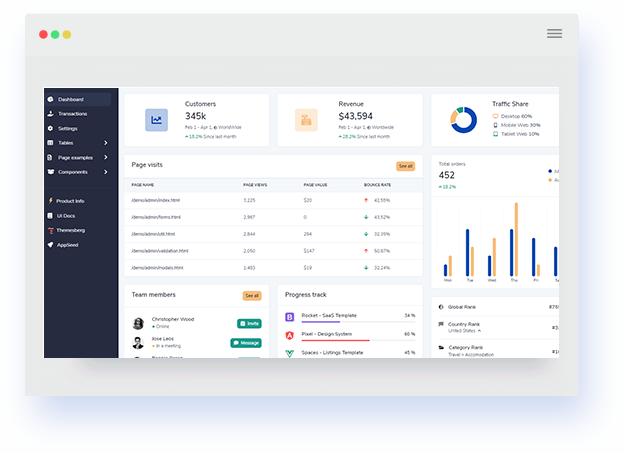 Dashboard
Transactions
Settings
Tables
Page examples
Components
Product Info
UI Docs
Themesberg
AppSeed
Customers
345k
Feb 1 - Apr 1, WorldWide
18.2% Since last month
Revenue
$43,594
Feb 1 - Apr 1, Worldwide
18.2% Since last month
Traffic Share
Desktop 60%
Mobile Web 30%
Tablet Web 10%
Page visits
See all
PAGE NAME PAGE VIEWS PAGE VALUE BOUNCE RATE
/demo/admin/index.html 3,225 $20 42,55%
/demo/admin/forms.html 2,987 0 43,52%
/demo/admin/util.html 2,844 294 32,35%
/demo/admin/validation.html 2,050 $147 50,87%
/demo/admin/modals.html 1,483 $19 32,24%
Total orders
452
18.2%
Mon Tue Wed Thu Fri Sat
Team members
See all
Christopher Wood
Online
Invite
Jose Leos
In a meeting
Message
Progress track
Rocket - SaaS Template 34 %
Pixel - Design System 60 %
Spaces - Listings Template 45 %
Global Rank
Country Rank
United States
Category Rank
Travel > Accomodation